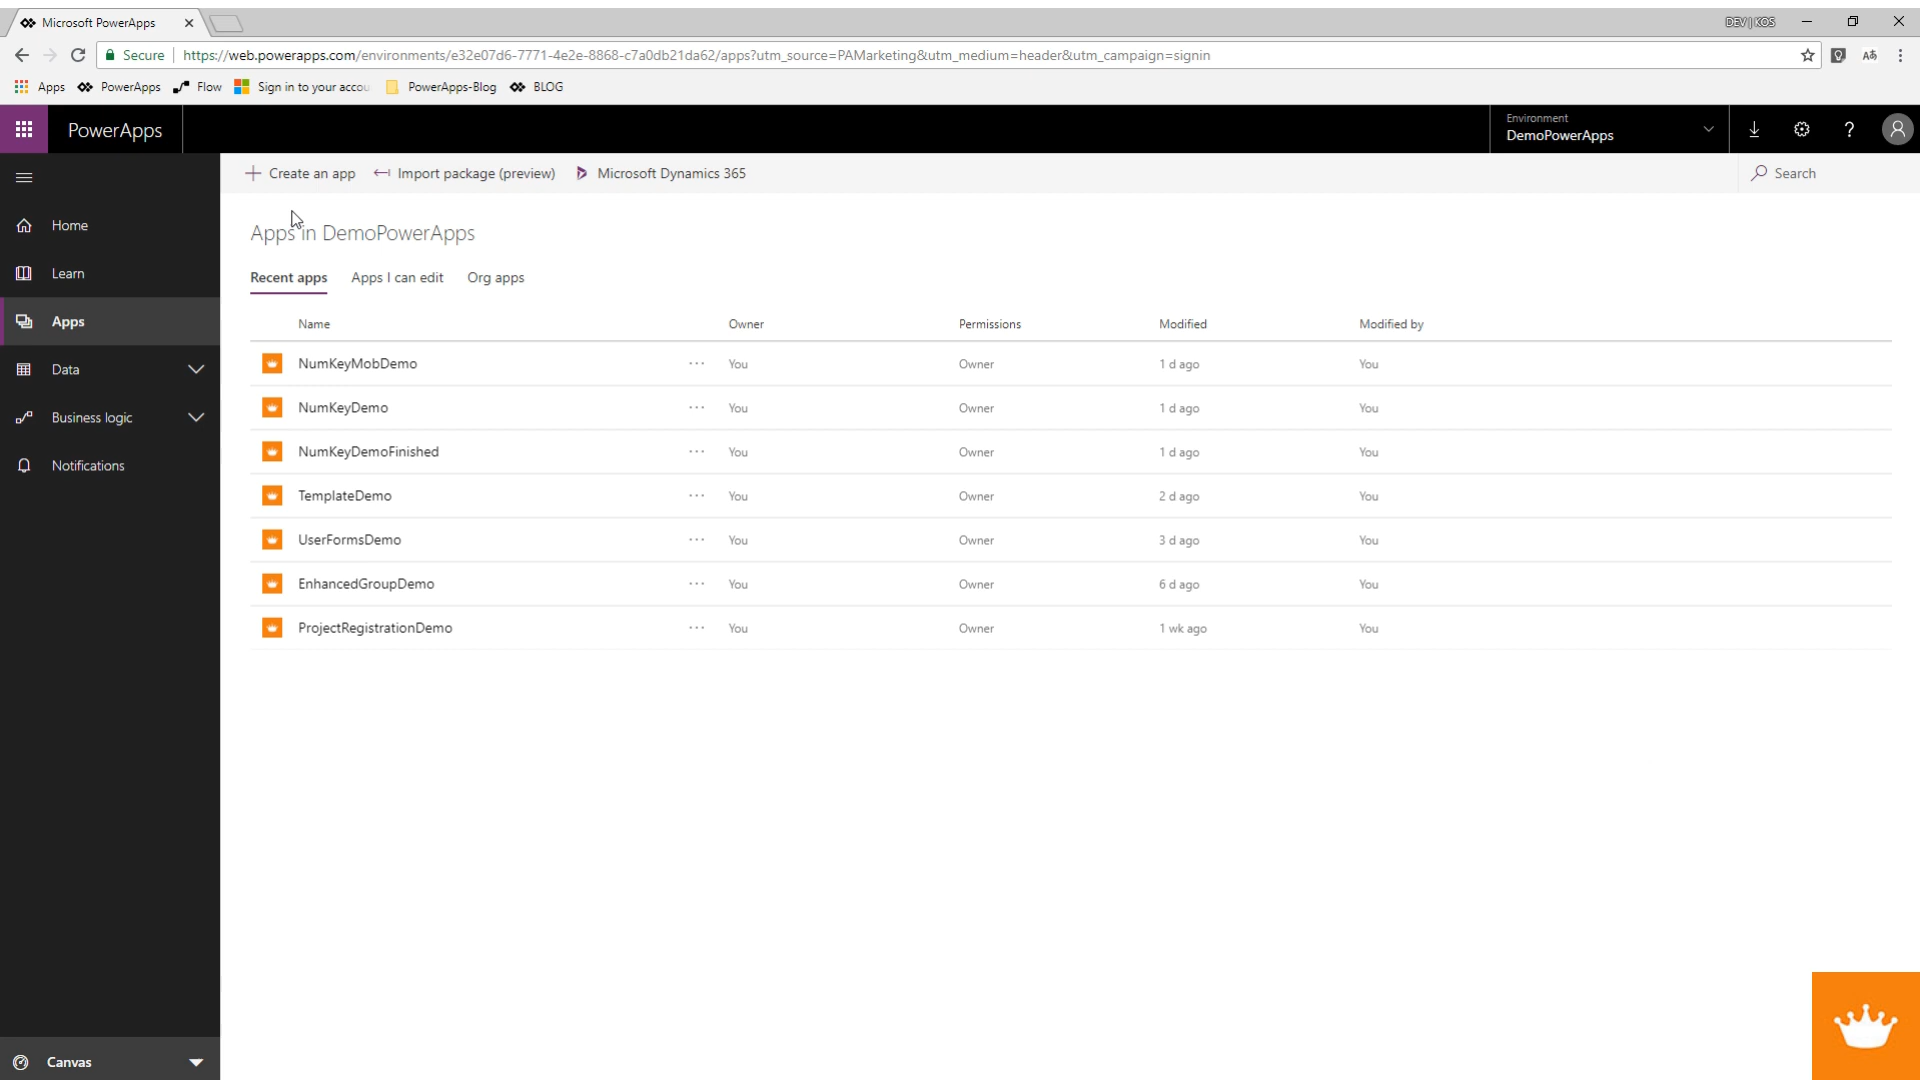 Microsoft PowerApps
DEV|KOS
Secure https://web.powerapps.com/environments/e32e07d6-7771-4e2e-8868-c7a0db21da62/apps?utm_source=PAMarketing&utm_medium=header&utm_campaign=signin
Apps PowerApps Flow Sign in to your accou PowerApps-Blog BLOG
PowerApps
Environment
DemoPowerApps
?
Create an app Import package (preview) Microsoft Dynamics 365 Search
Home
Learn
Apps
Data
Business logic
Notifications
Canvas
Apps in DemoPowerApps
Recent apps Apps I can edit Org apps
Name Owner Permissions Modified Modified by
NumKeyMobDemo ... You Owner 1 d ago You
NumKeyDemo ... You Owner 1 d ago You
NumKeyDemoFinished ... You Owner 1 d ago You
TemplateDemo ... You Owner 2 d ago You
UserFormsDemo ... You Owner 3 d ago You
EnhancedGroupDemo ... You Owner 6 d ago You
ProjectRegistrationDemo ... You Owner 1 wk ago You